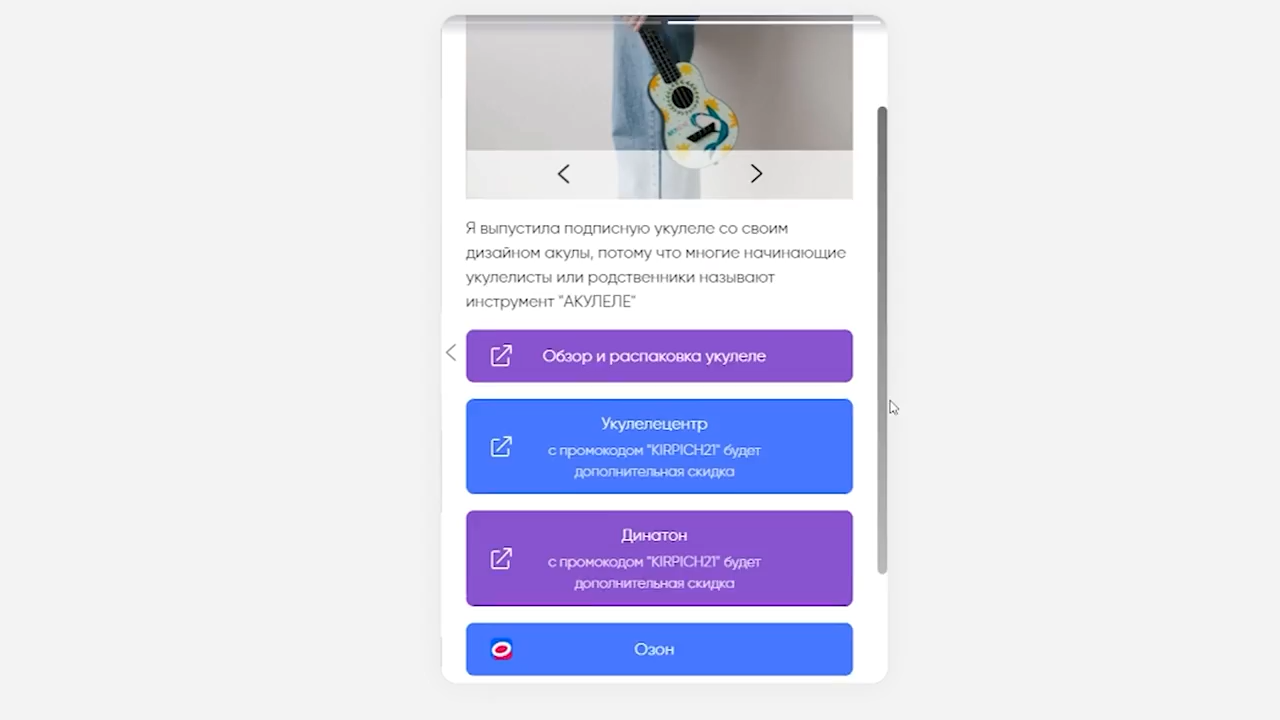 Я выпустила подписную укулеле со своим
дизайном акулы, потому что многие начинающие
укулелисты или родственники называют
инструмент "АКУЛЕЛЕ"
Обзор и распаковка укулеле
Укулелецентр
с промокодом "KIRPICH21" будет
дополнительная скидка
Динатон
с промокодом "KIRPICH21" будет
дополнительная скидка
Озон